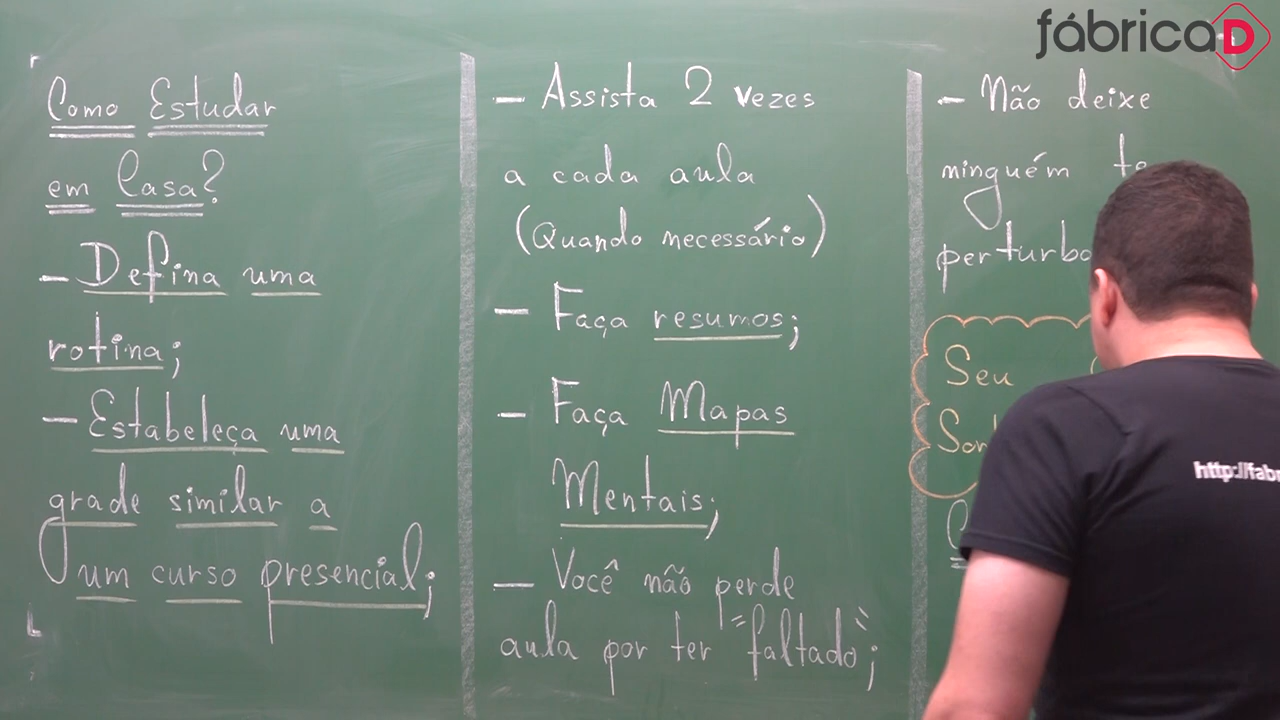 fábricaD
Como Estudar
em Casa?
- Defina uma
rotina;
- Estabeleça uma
grade similar a
um curso presencial;
- Assista 2 vezes
a cada aula
(Quando necessário)
- Faça resumos;
- Faça Mapas
Mentais;
- Você não perde
aula por ter "faltado";
- Não deixe
ninguém
Seu